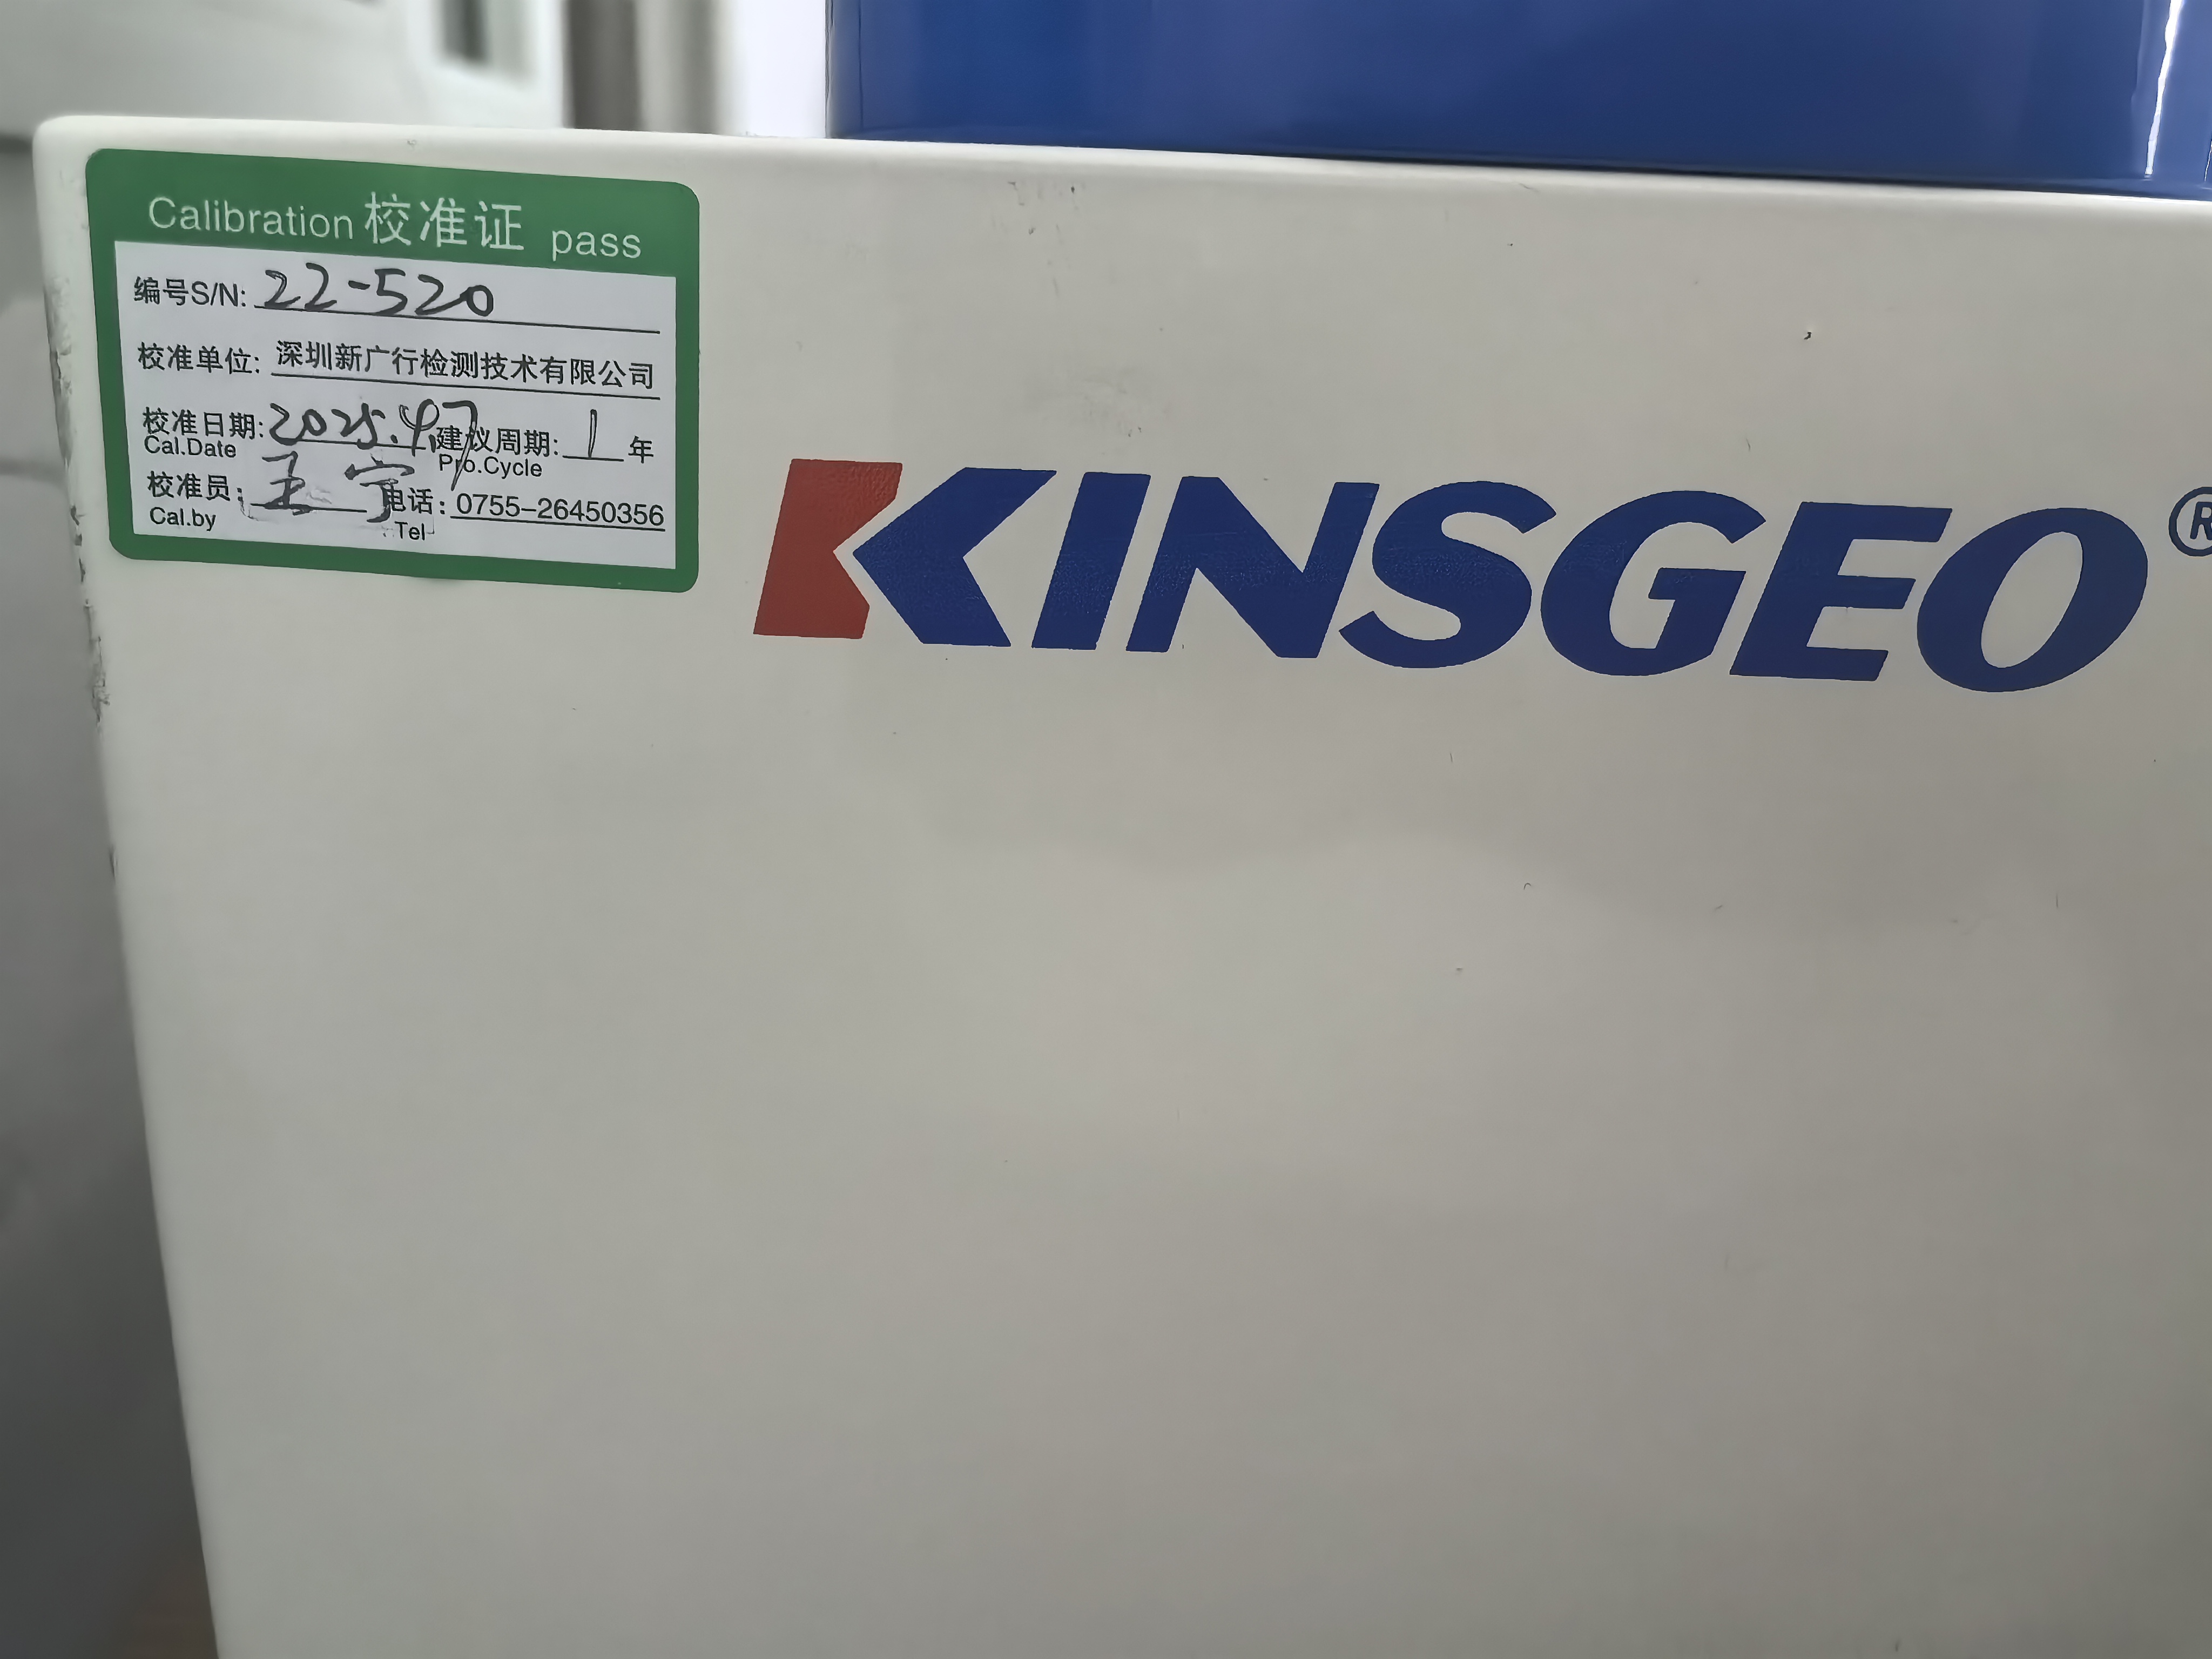 Calibration 校准证 pass
编号S/N: 22-520
校准单位: 深圳新广行检测技术有限公司
校准日期: 2025.4.7 建议周期: 1 年
Cal.Date Pro.Cycle
校准员: 王宁 电话: 0755-26450356
Cal.by Tel
KINSGEO®